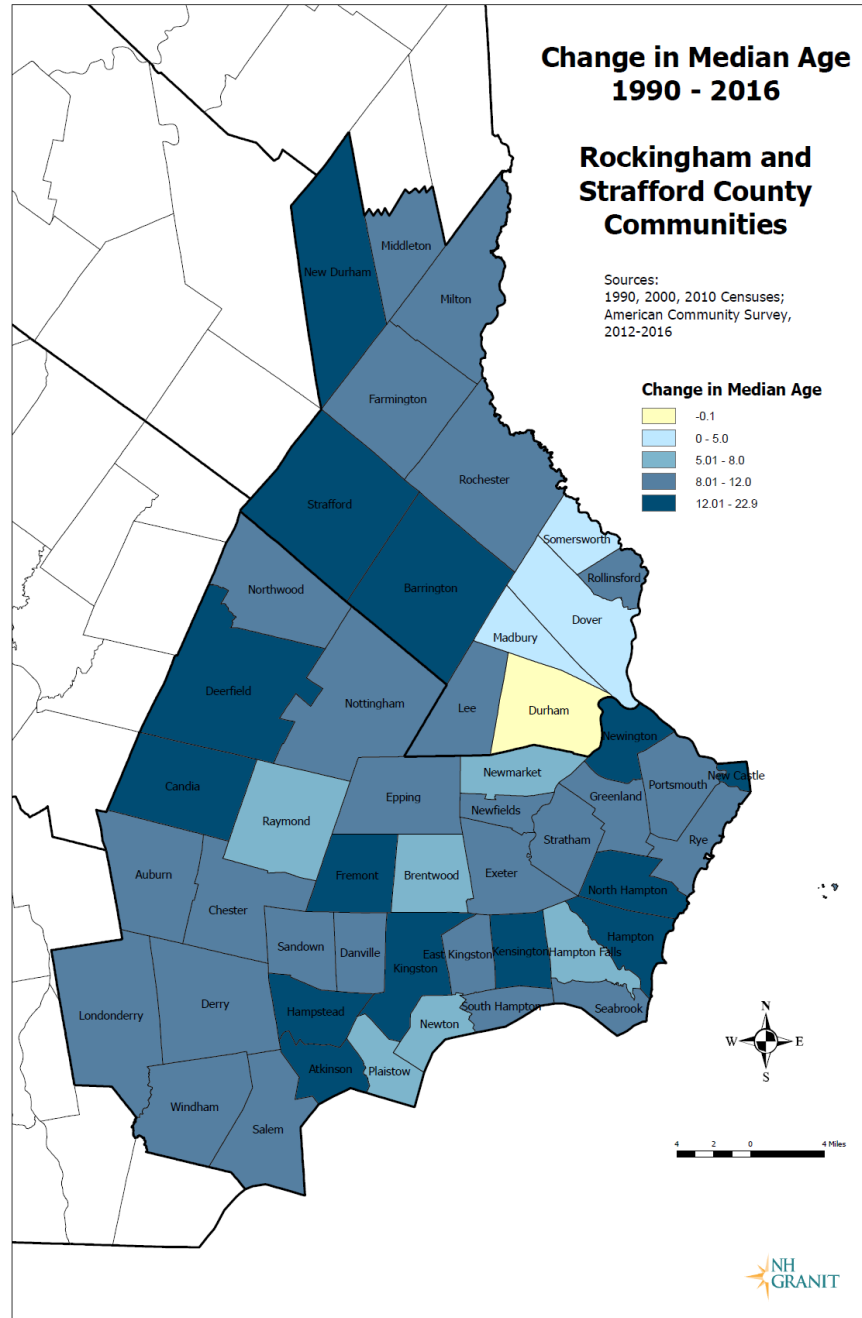 Change in Median Age
1990 - 2016
Rockingham and
Strafford County
Communities
Sources:
1990, 2000, 2010 Censuses;
American Community Survey,
2012-2016
Change in Median Age
-0.1
0 - 5.0
5.01 - 8.0
8.01 - 12.0
12.01 - 22.9
Middleton
New Durham
Milton
Farmington
Rochester
Strafford
Somersworth
Rollinsford
Northwood
Barrington
Dover
Madbury
Deerfield
Nottingham
Lee
Durham
Newington
Newmarket
New Castle
Candia
Portsmouth
Epping
Greenland
Newfields
Raymond
Stratham
Rye
Auburn
Fremont
Brentwood
Exeter
North Hampton
Chester
Hampton
Sandown
Danville
East Kingston
Kensington
Hampton Falls
Kingston
Derry
Hampstead
South Hampton
Seabrook
Londonderry
Newton
Atkinson
Plaistow
Windham
Salem
N
W
E
S
4
2
0
4 Miles
NH
GRANIT